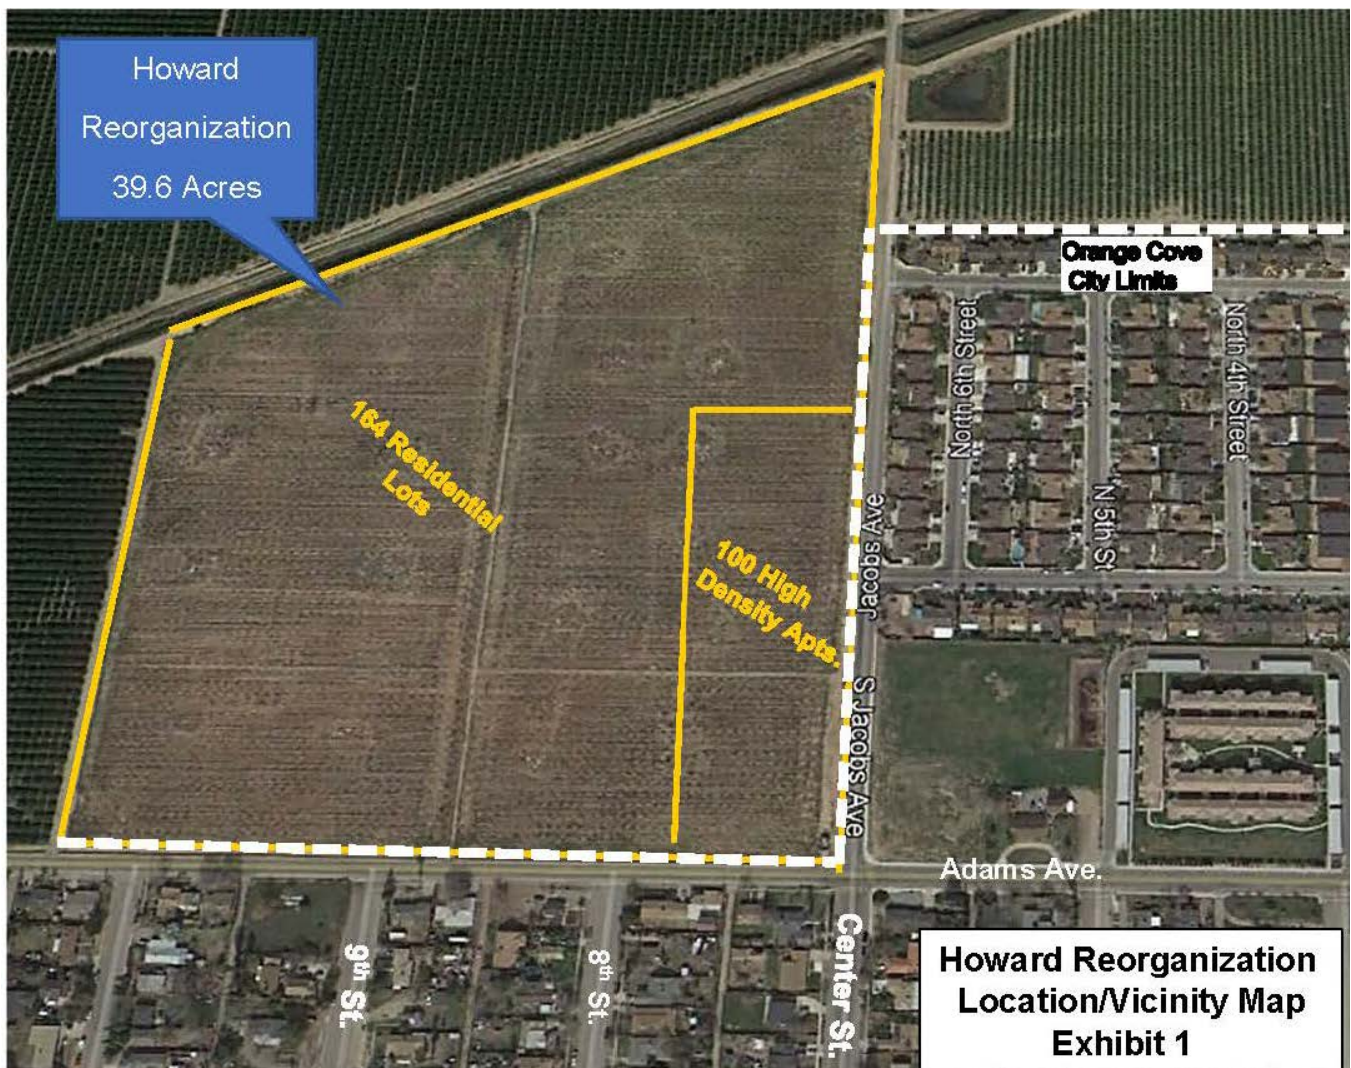 Howard
Reorganization
39.6 Acres
Orange Cove
City Limits
North 6th Street
N 5th St
North 4th Street
164 Residential
Lots
100 High
Density Apts.
Jacobs Ave
S Jacobs Ave
Adams Ave.
9th St.
8th St.
Center St.
Howard Reorganization
Location/Vicinity Map
Exhibit 1